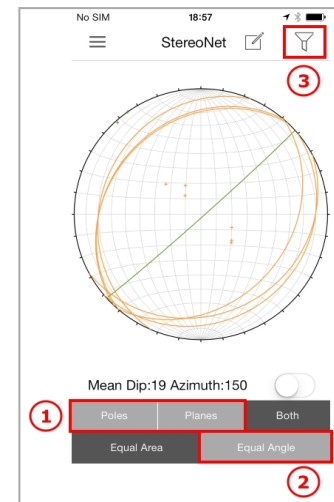 No SIM 18:57
StereoNet
3
Mean Dip:19 Azimuth:150
1
Poles Planes Both
Equal Area Equal Angle
2